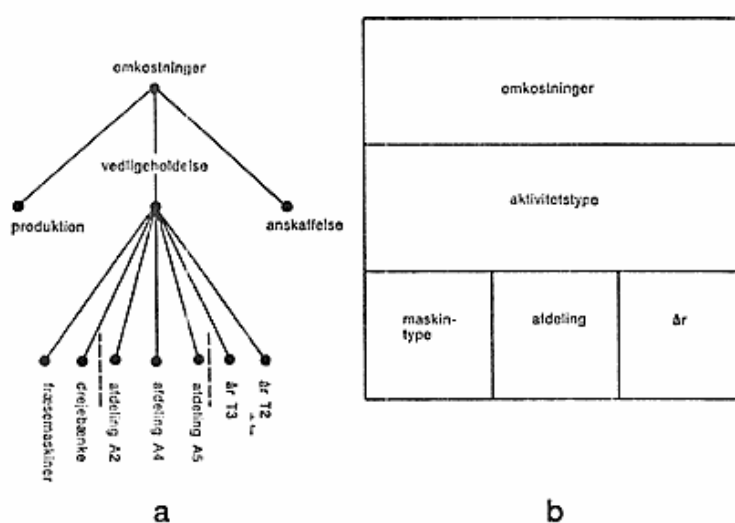 omkostninger
vedligeholdelse
produktion
anskaffelse
fræsemaskiner
drejebænke
afdeling A2
afdeling A4
afdeling A5
år T3
år T2
a
omkostninger
aktivitetstype
maskin-
type
afdeling
år
b